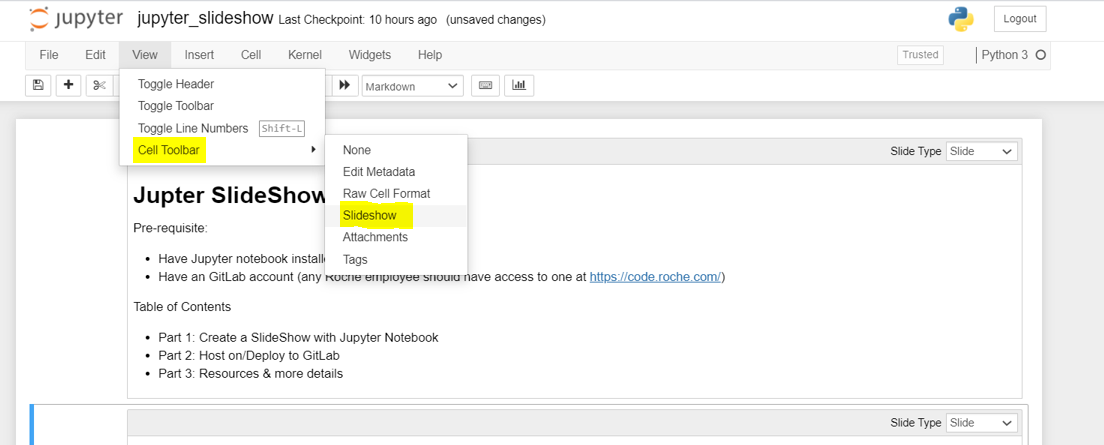 jupyter jupyter_slideshow Last Checkpoint: 10 hours ago (unsaved changes) Logout
File Edit View Insert Cell Kernel Widgets Help Trusted Python 3
Toggle Header
Markdown
Toggle Toolbar
Toggle Line Numbers Shift-L
Cell Toolbar
None
Edit Metadata
Raw Cell Format
Slideshow
Attachments
Tags
Slide Type Slide
Jupter SlideShow
Pre-requisite:
Have Jupyter notebook installe
Have an GitLab account (any Roche employee should have access to one at https://code.roche.com/)
Table of Contents
Part 1: Create a SlideShow with Jupyter Notebook
Part 2: Host on/Deploy to GitLab
Part 3: Resources & more details
Slide Type Slide